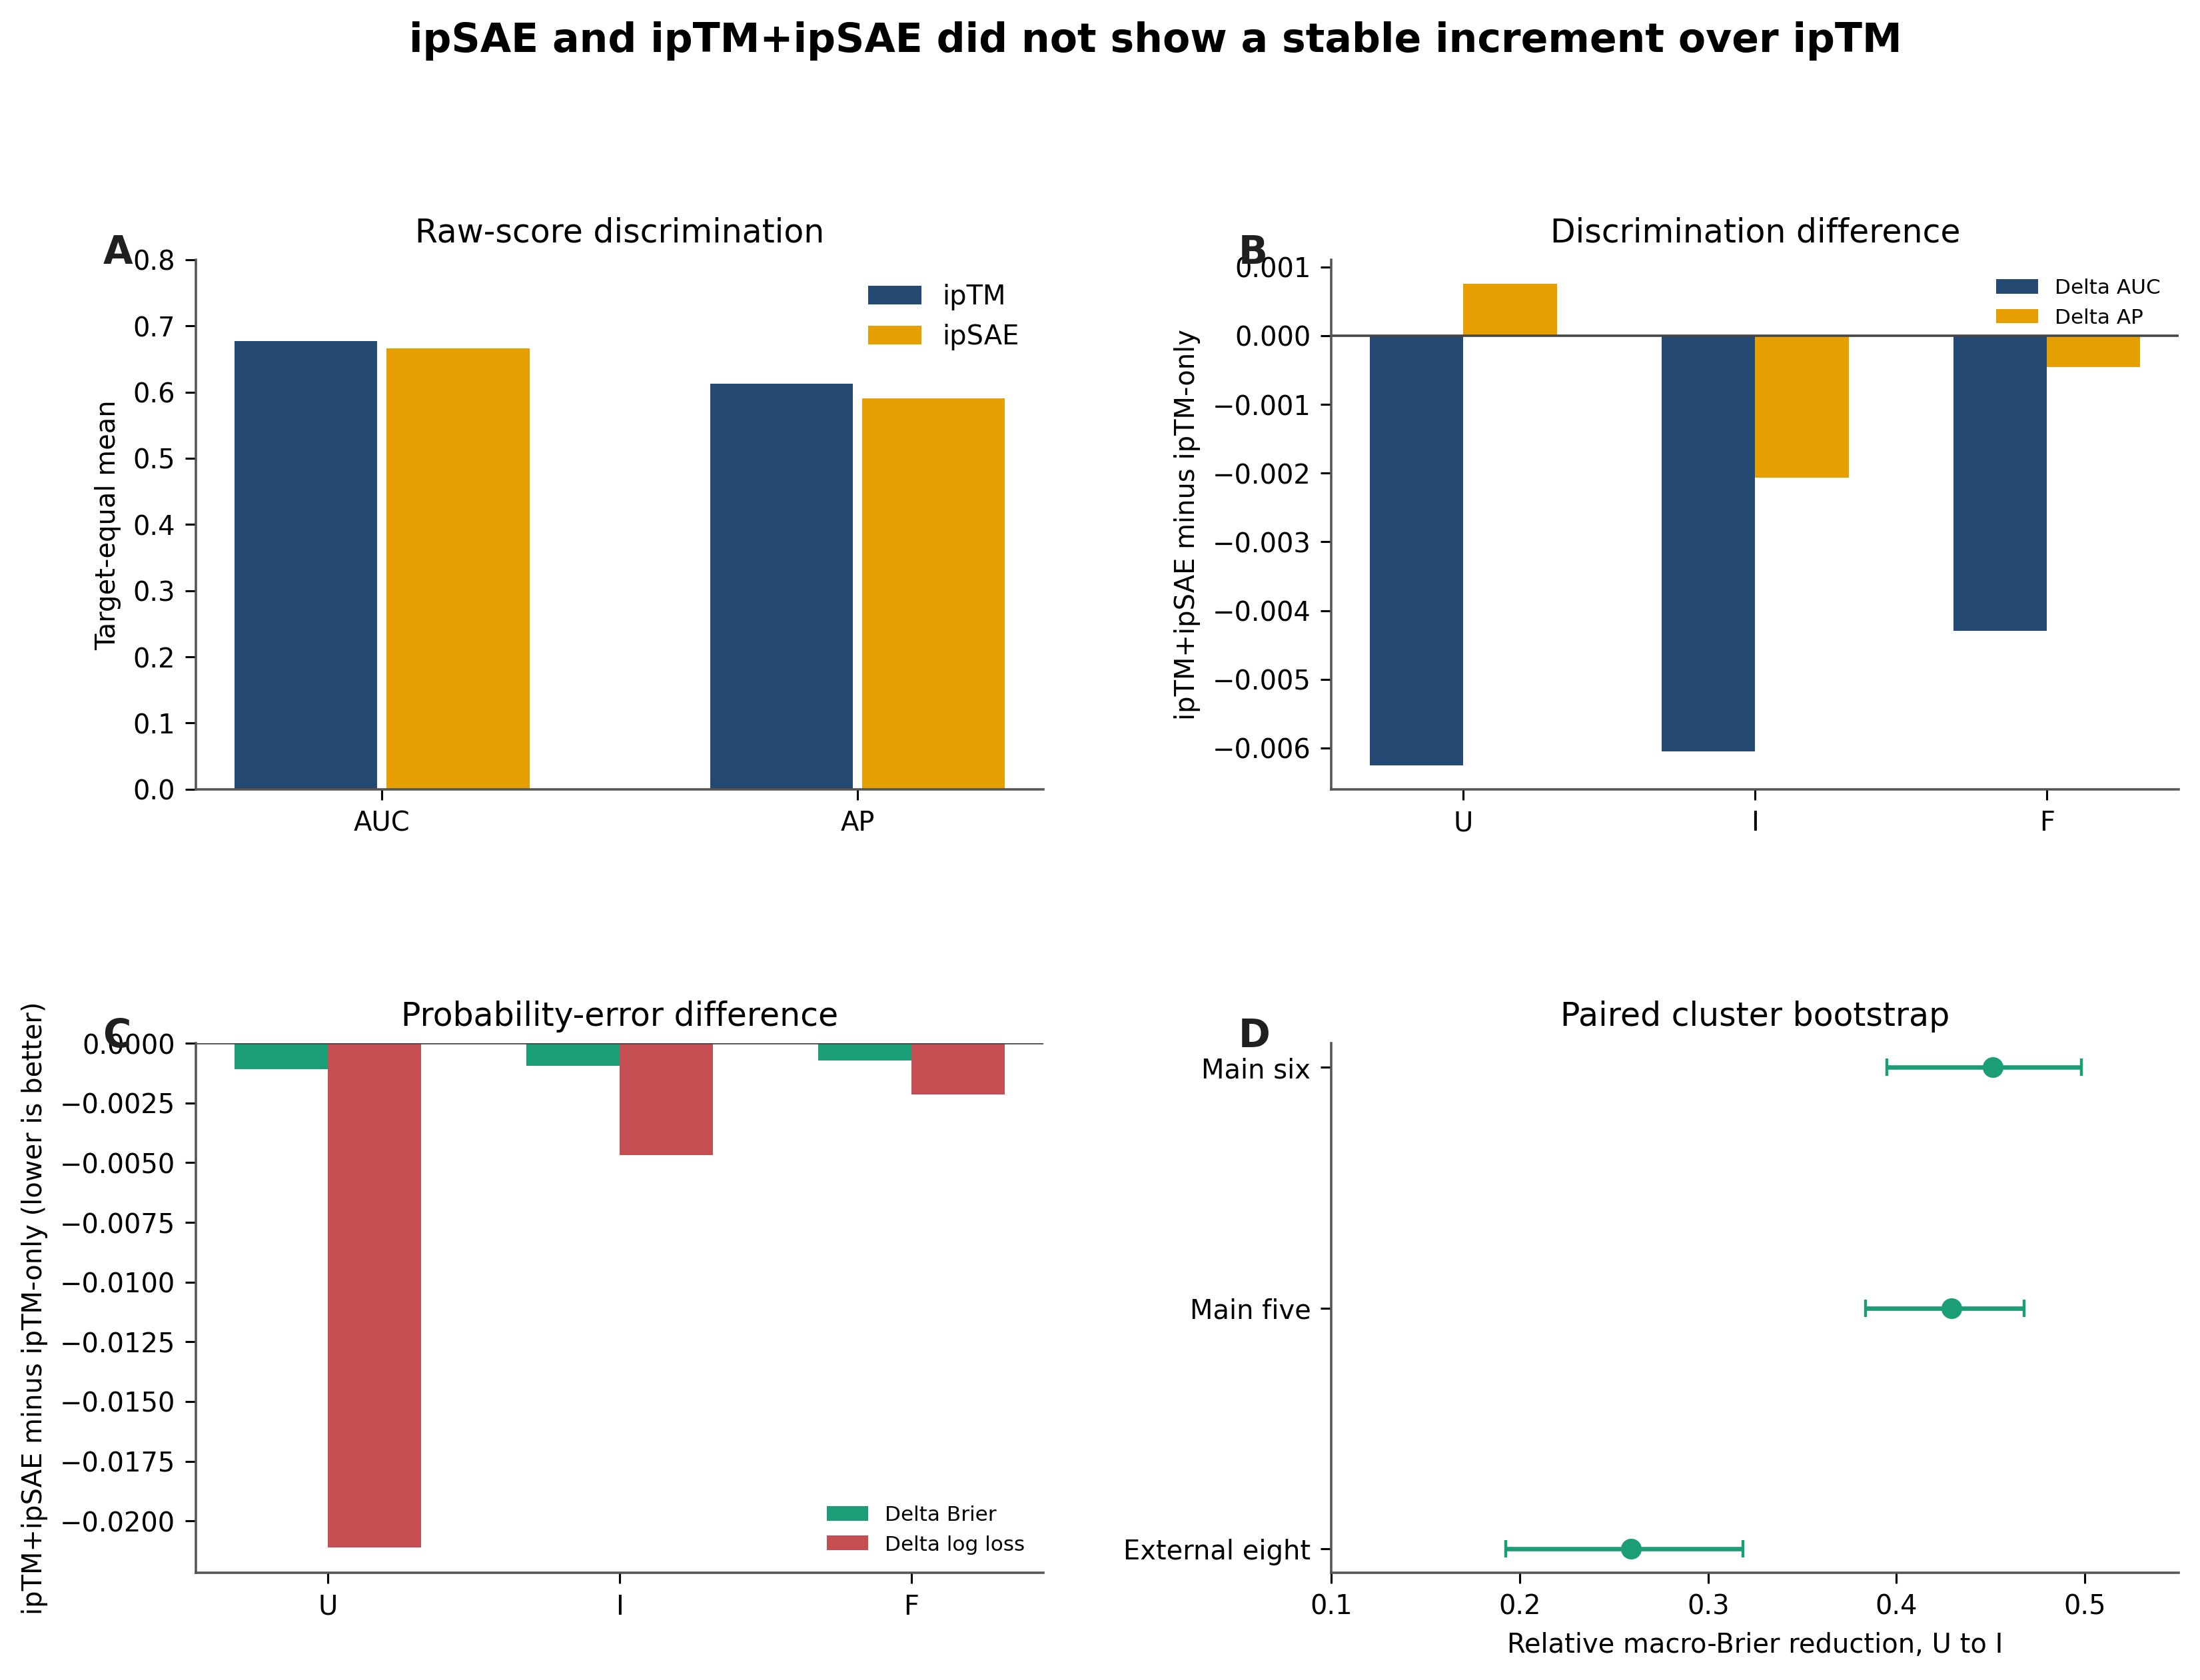 ipSAE and ipTM+ipSAE did not show a stable increment over ipTM
A
Raw-score discrimination
Target-equal mean
0.8
0.7
0.6
0.5
0.4
0.3
0.2
0.1
0.0
ipTM
ipSAE
AUC
AP
B
Discrimination difference
ipTM+ipSAE minus ipTM-only
0.001
0.000
−0.001
−0.002
−0.003
−0.004
−0.005
−0.006
Delta AUC
Delta AP
U
I
F
C
Probability-error difference
ipTM+ipSAE minus ipTM-only (lower is better)
0.0000
−0.0025
−0.0050
−0.0075
−0.0100
−0.0125
−0.0150
−0.0175
−0.0200
Delta Brier
Delta log loss
U
I
F
D
Paired cluster bootstrap
Main six
Main five
External eight
0.1
0.2
0.3
0.4
0.5
Relative macro-Brier reduction, U to I